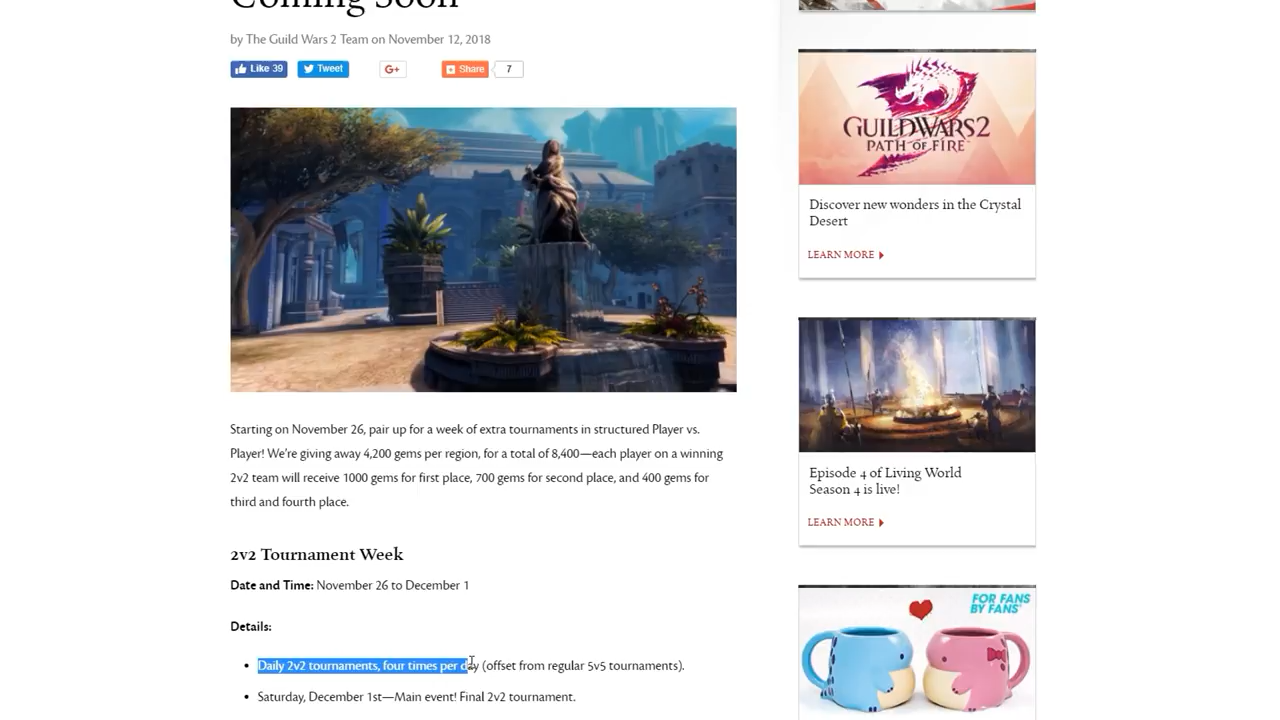 Coming Soon
by The Guild Wars 2 Team on November 12, 2018
Like 39
Tweet
G+
Share
7
Starting on November 26, pair up for a week of extra tournaments in structured Player vs.
Player! We're giving away 4,200 gems per region, for a total of 8,400—each player on a winning
2v2 team will receive 1000 gems for first place, 700 gems for second place, and 400 gems for
third and fourth place.
2v2 Tournament Week
Date and Time: November 26 to December 1
Details:
• Daily 2v2 tournaments, four times per day (offset from regular 5v5 tournaments).
• Saturday, December 1st—Main event! Final 2v2 tournament.
GUILD WARS 2
PATH OF FIRE™
Discover new wonders in the Crystal
Desert
LEARN MORE
Episode 4 of Living World
Season 4 is live!
LEARN MORE
FOR FANS
BY FANS